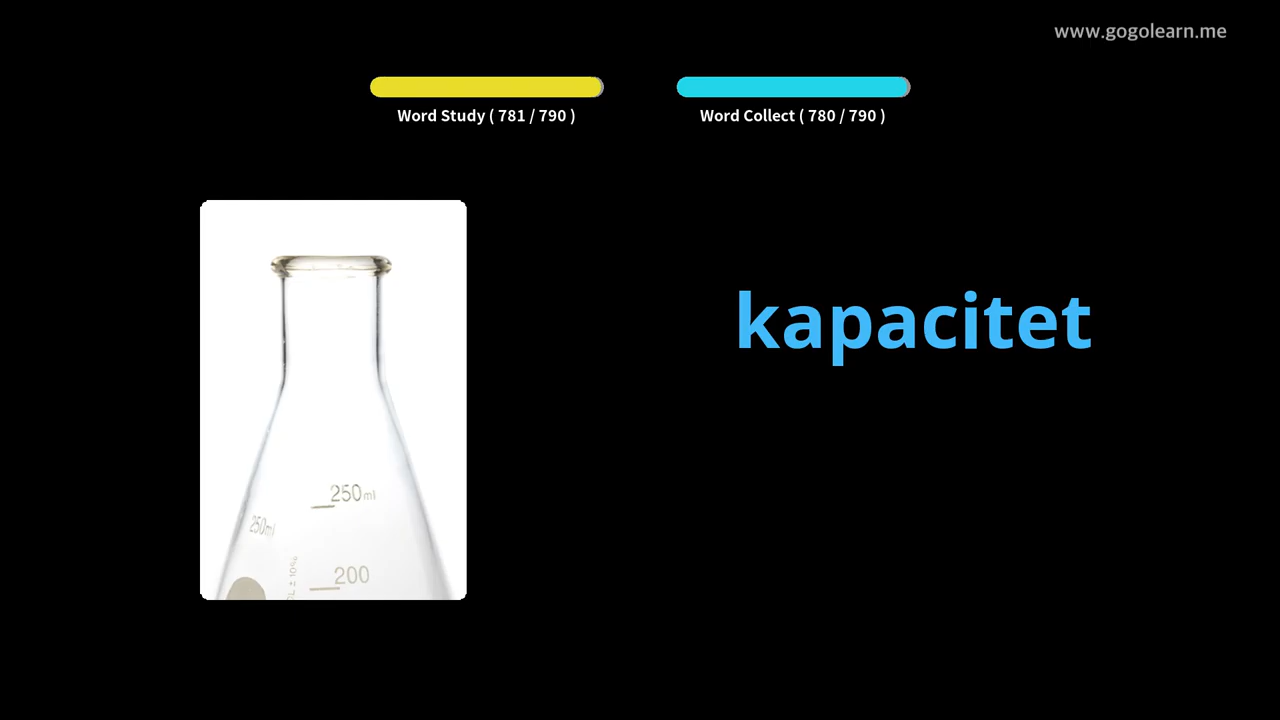 www.gogolearn.me
Word Study ( 781 / 790 )
Word Collect ( 780 / 790 )
kapacitet
250ml
250ml
200